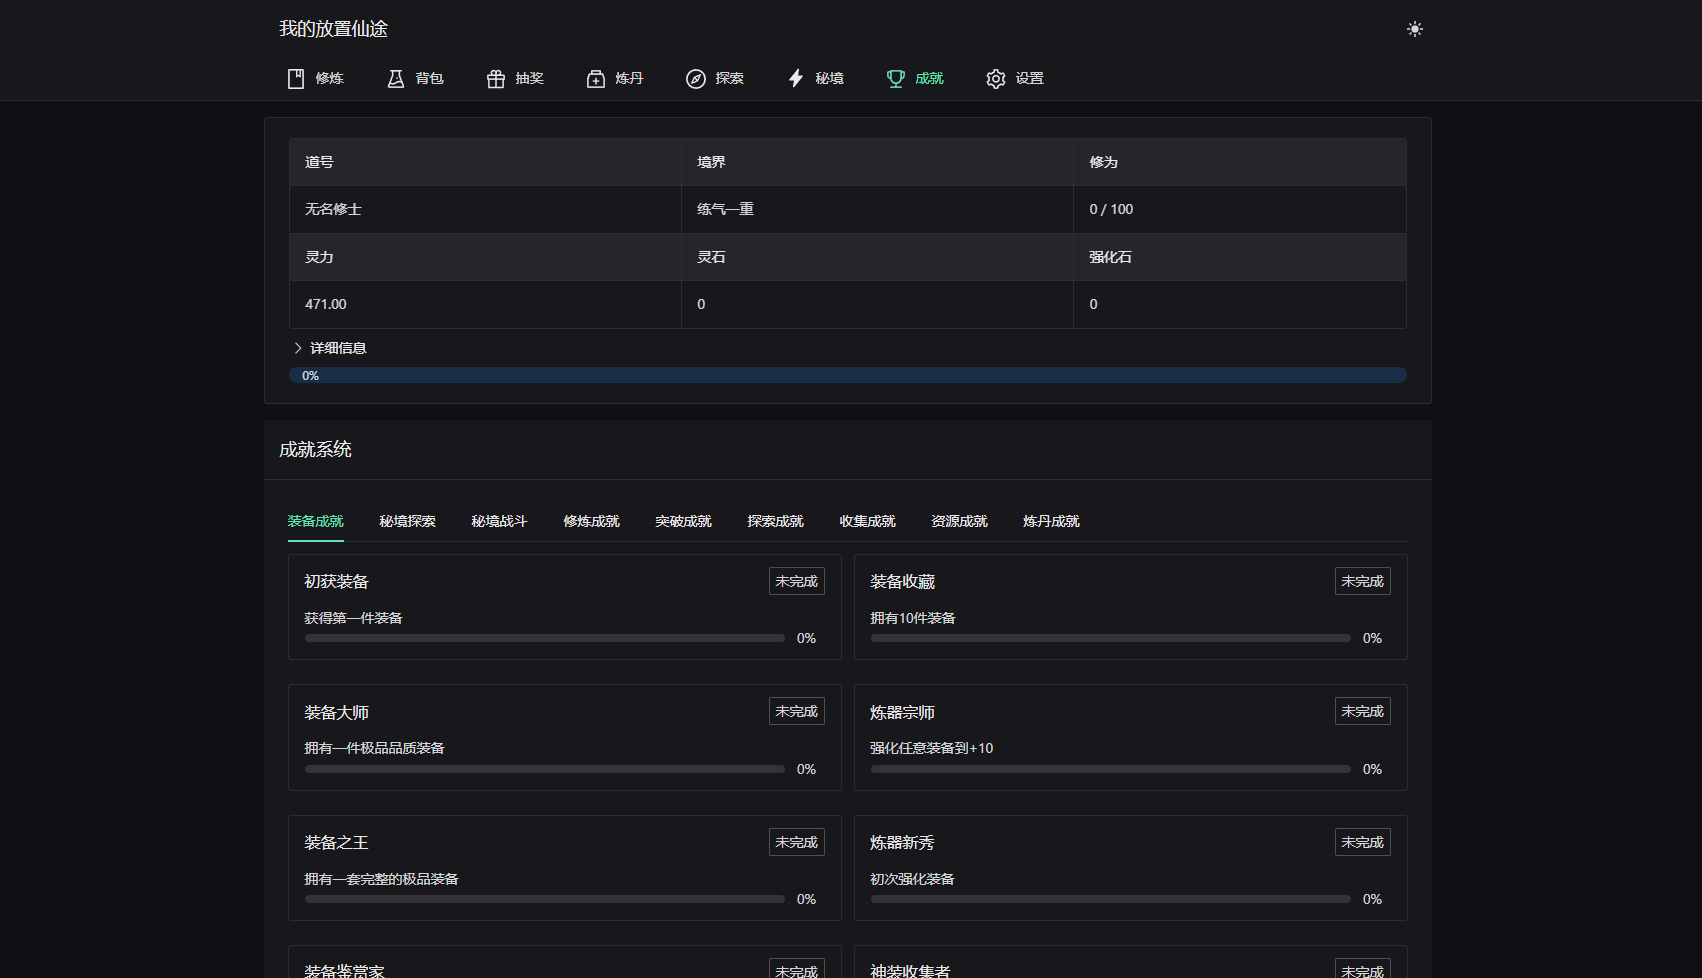 我的放置仙途
修炼 背包 抽奖 炼丹 探索 秘境 成就 设置
道号 境界 修为
无名修士 练气一重 0 / 100
灵力 灵石 强化石
471.00 0 0
详细信息
0%
成就系统
装备成就 秘境探索 秘境战斗 修炼成就 突破成就 探索成就 收集成就 资源成就 炼丹成就
初获装备 未完成 装备收藏 未完成
获得第一件装备 拥有10件装备
0% 0%
装备大师 未完成 炼器宗师 未完成
拥有一件极品品质装备 强化任意装备到+10
0% 0%
装备之王 未完成 炼器新秀 未完成
拥有一套完整的极品装备 初次强化装备
0% 0%
装备鉴赏家 未完成 神装收集者 未完成